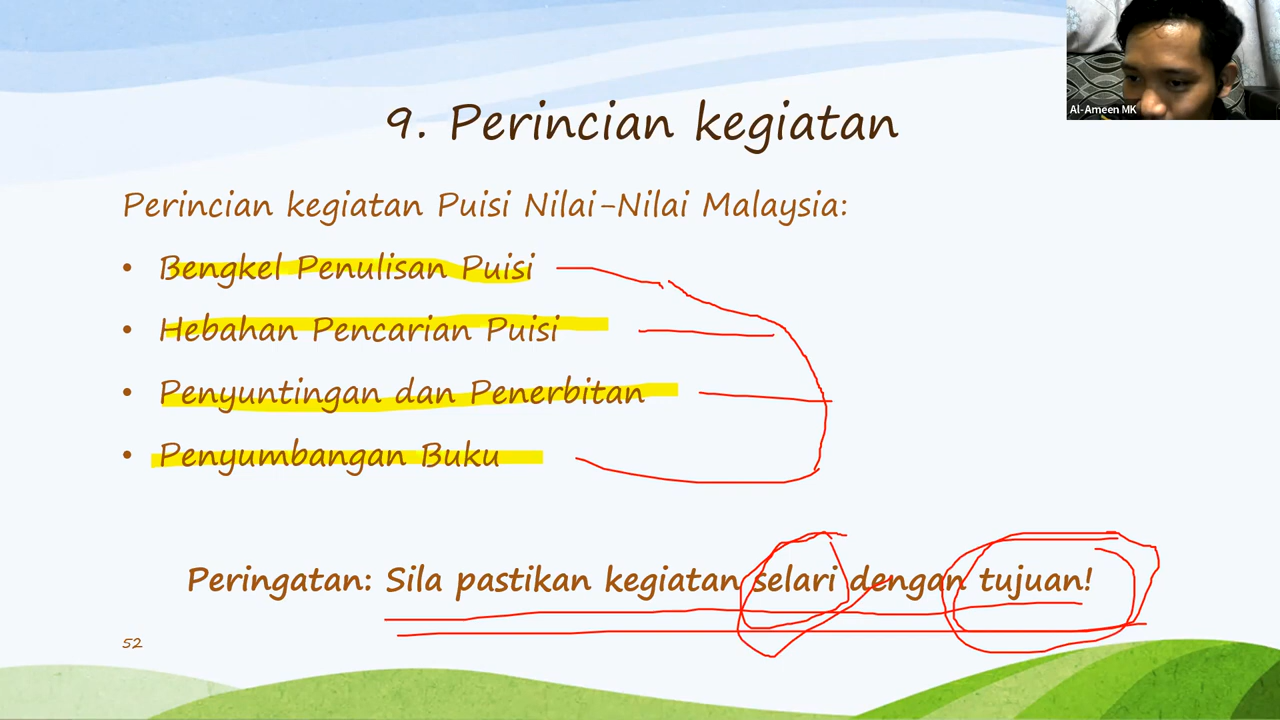 Al-Ameen MK
9. Perincian kegiatan
Perincian kegiatan Puisi Nilai-Nilai Malaysia:
• Bengkel Penulisan Puisi
• Hebahan Pencarian Puisi
• Penyuntingan dan Penerbitan
• Penyumbangan Buku
Peringatan: Sila pastikan kegiatan selari dengan tujuan!
52